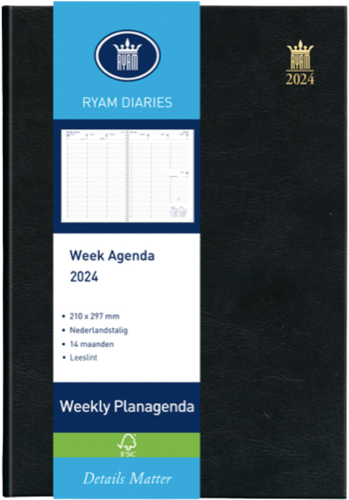 RYAM
RYAM DIARIES
Week Agenda
2024
• 210 x 297 mm
• Nederlandstalig
• 14 maanden
• Leeslint
Weekly Planagenda
FSC
Details Matter
RYAM
2024